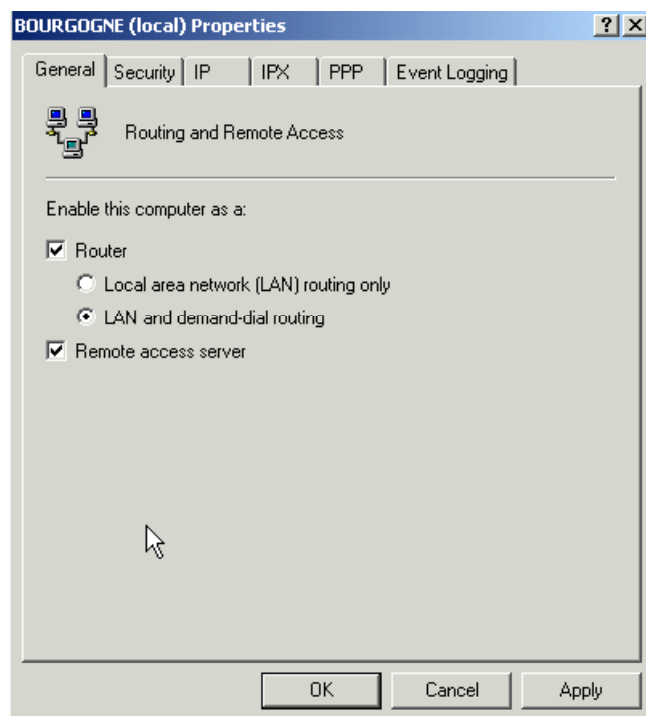 BOURGOGNE (local) Properties
General Security IP IPX PPP Event Logging
Routing and Remote Access
Enable this computer as a:
Router
Local area network (LAN) routing only
LAN and demand-dial routing
Remote access server
OK Cancel Apply